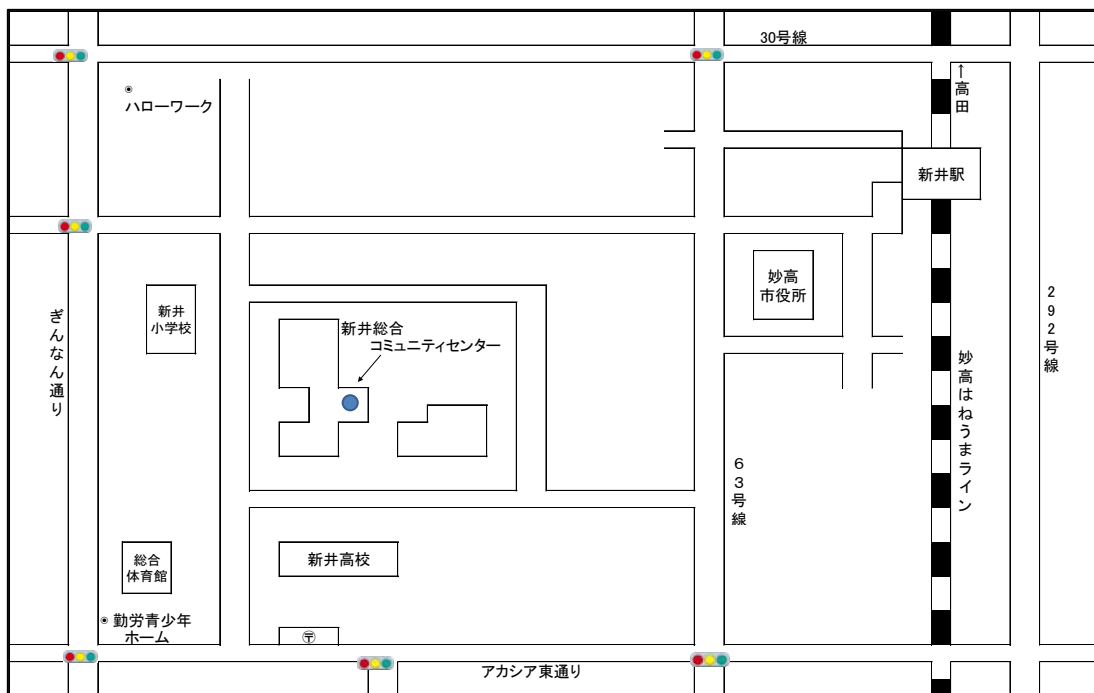 30号線
↑高田
ハローワーク
新井駅
新井
小学校
妙高
市役所
新井総合
コミュニティセンター
ぎんなん通り
292号線
妙高はねうまライン
63号線
総合
体育館
新井高校
勤労青少年
ホーム
〶
アカシア東通り